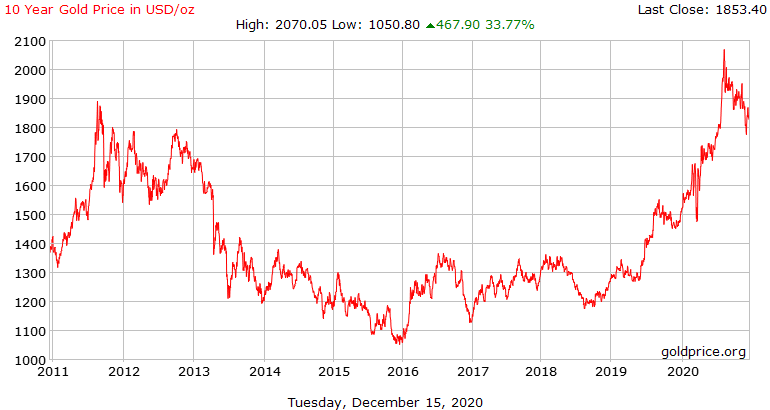 10 Year Gold Price in USD/oz Last Close: 1853.40
High: 2070.05 Low: 1050.80 ▲467.90 33.77%
2100
2000
1900
1800
1700
1600
1500
1400
1300
1200
1100
1000
goldprice.org
2011 2012 2013 2014 2015 2016 2017 2018 2019 2020
Tuesday, December 15, 2020